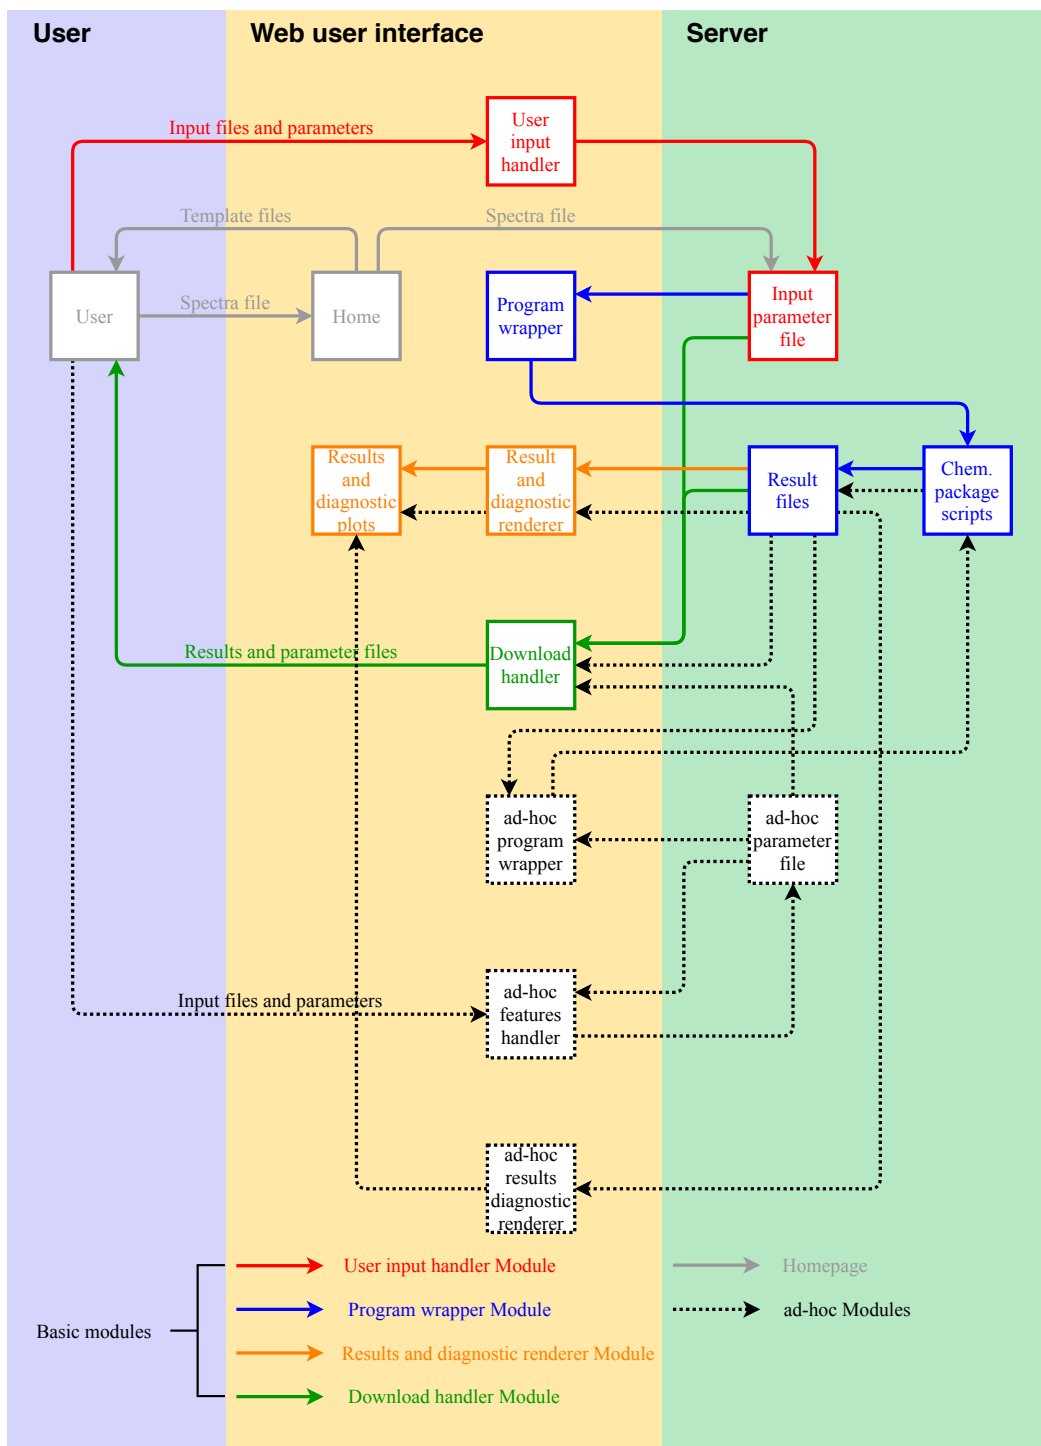 User
Web user interface
Server
User
input
handler
Input files and parameters
Template files
Spectra file
User
Spectra file
Home
Program
wrapper
Input
parameter
file
Results
and
diagnostic
plots
Result
and
diagnostic
renderer
Result
files
Chem.
package
scripts
Results and parameter files
Download
handler
ad-hoc
program
wrapper
ad-hoc
parameter
file
Input files and parameters
ad-hoc
features
handler
ad-hoc
results
diagnostic
renderer
Basic modules
User input handler Module
Program wrapper Module
Results and diagnostic renderer Module
Download handler Module
Homepage
ad-hoc Modules